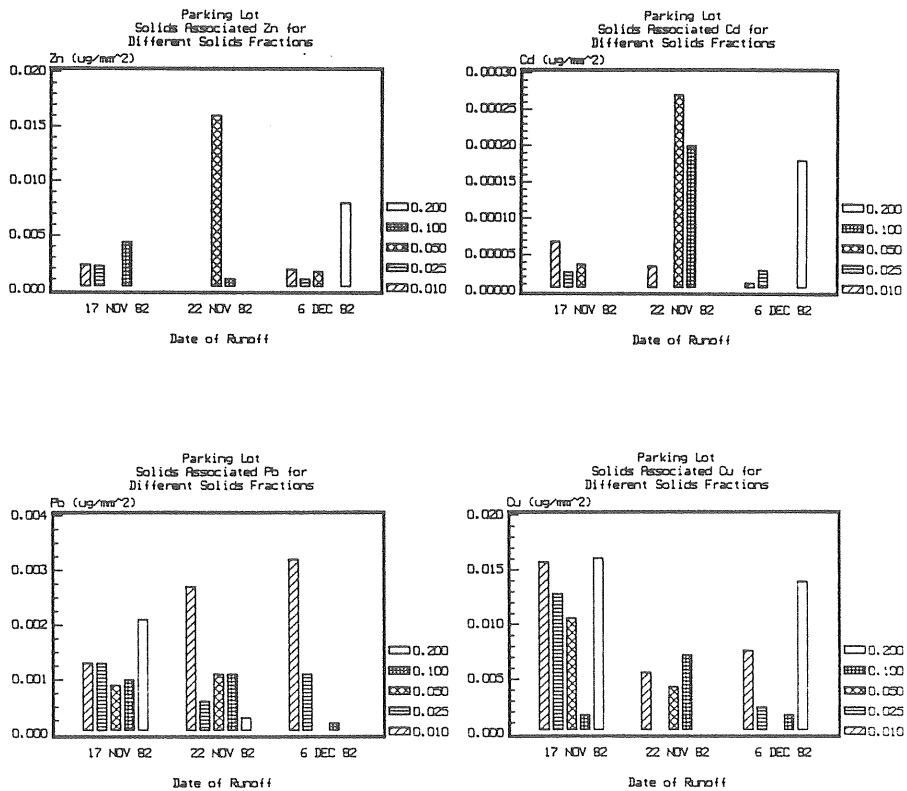 Parking Lot
Solids Associated Zn for
Different Solids Fractions
Zn (ug/mm^2)
0.020
0.015
0.010
0.005
0.000
17 NOV 82
22 NOV 82
6 DEC 82
Date of Runoff
0.200
0.100
0.050
0.025
0.010
Parking Lot
Solids Associated Cd for
Different Solids Fractions
Cd (ug/mm^2)
0.00030
0.00025
0.00020
0.00015
0.00010
0.00005
0.00000
17 NOV 82
22 NOV 82
6 DEC 82
Date of Runoff
0.200
0.100
0.050
0.025
0.010
Parking Lot
Solids Associated Pb for
Different Solids Fractions
Pb (ug/mm^2)
0.004
0.003
0.002
0.001
0.000
17 NOV 82
22 NOV 82
6 DEC 82
Date of Runoff
0.200
0.100
0.050
0.025
0.010
Parking Lot
Solids Associated Cu for
Different Solids Fractions
Cu (ug/mm^2)
0.020
0.015
0.010
0.005
0.000
17 NOV 82
22 NOV 82
6 DEC 82
Date of Runoff
0.200
0.100
0.050
0.025
0.010